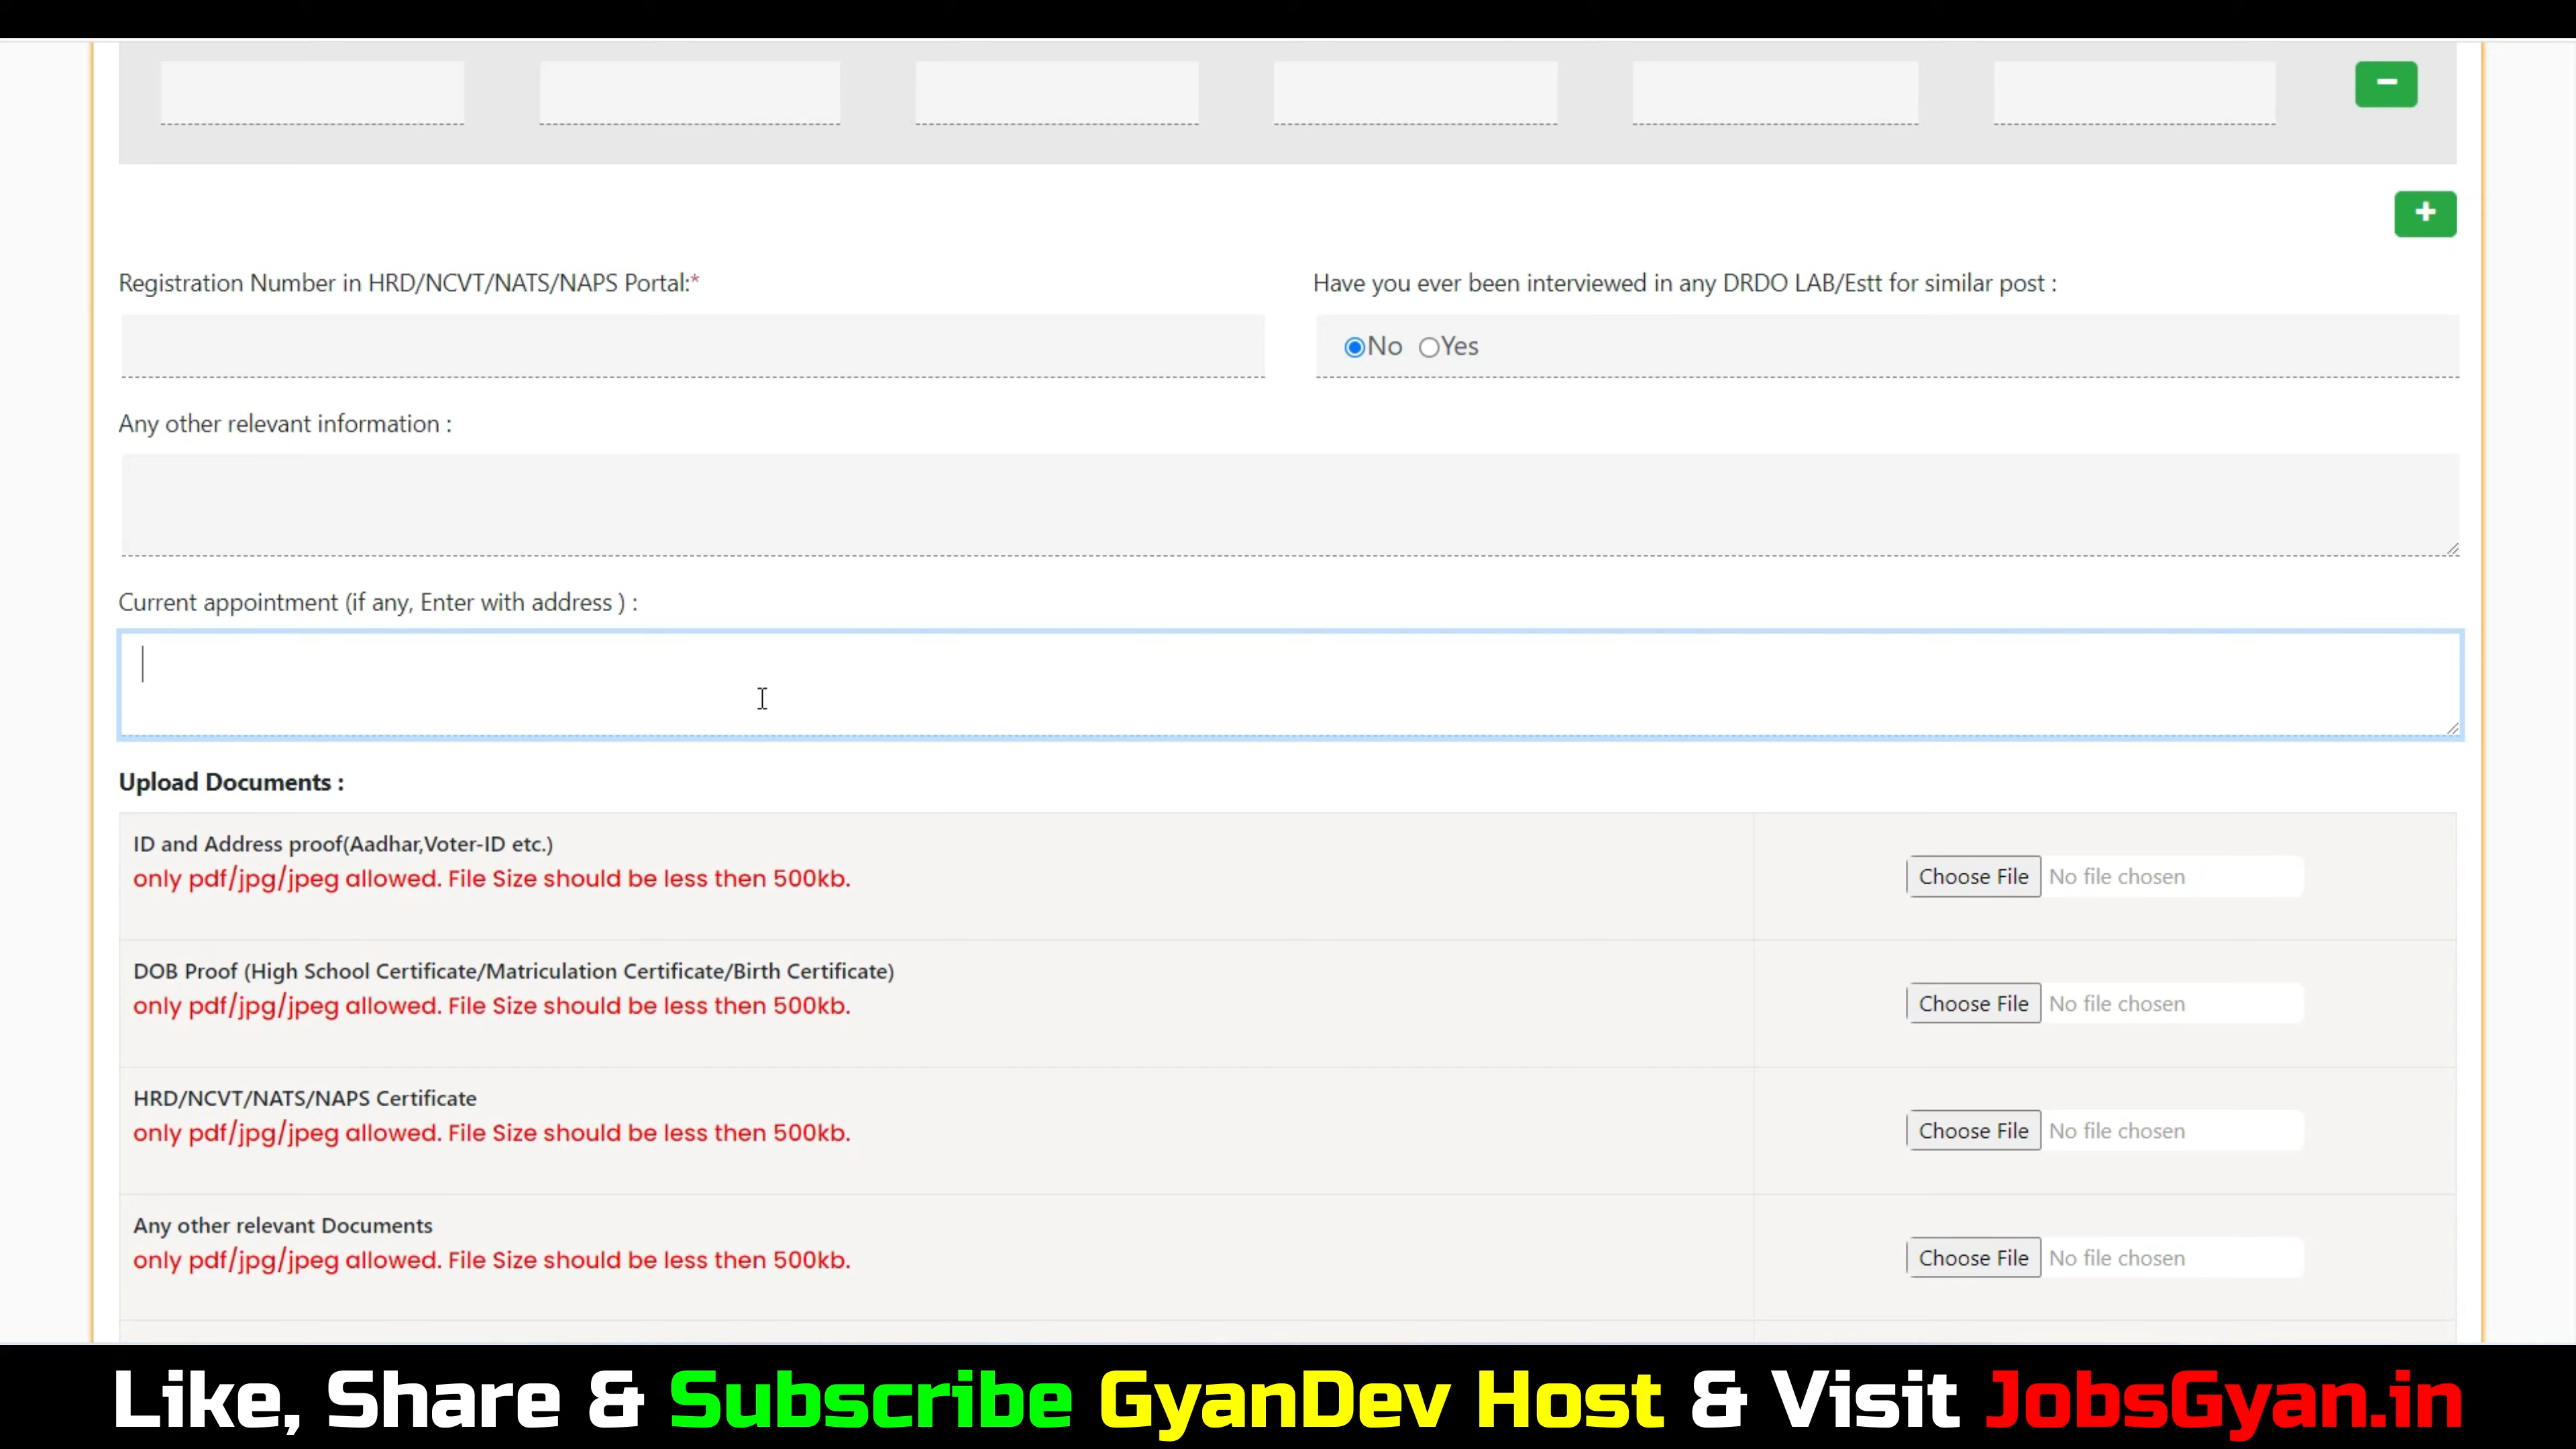 Registration Number in HRD/NCVT/NATS/NAPS Portal:*
Have you ever been interviewed in any DRDO LAB/Estt for similar post :
No Yes
Any other relevant information :
Current appointment (if any, Enter with address ) :
Upload Documents :
ID and Address proof(Aadhar,Voter-ID etc.)
only pdf/jpg/jpeg allowed. File Size should be less then 500kb.
Choose File No file chosen
DOB Proof (High School Certificate/Matriculation Certificate/Birth Certificate)
only pdf/jpg/jpeg allowed. File Size should be less then 500kb.
Choose File No file chosen
HRD/NCVT/NATS/NAPS Certificate
only pdf/jpg/jpeg allowed. File Size should be less then 500kb.
Choose File No file chosen
Any other relevant Documents
only pdf/jpg/jpeg allowed. File Size should be less then 500kb.
Choose File No file chosen
Like, Share & Subscribe GyanDev Host & Visit JobsGyan.in